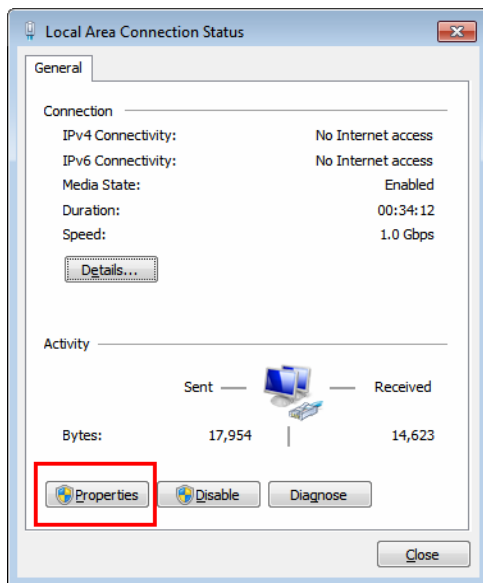 Local Area Connection Status
General
Connection
IPv4 Connectivity: No Internet access
IPv6 Connectivity: No Internet access
Media State: Enabled
Duration: 00:34:12
Speed: 1.0 Gbps
Details...
Activity
Sent Received
Bytes: 17,954 14,623
Properties Disable Diagnose
Close